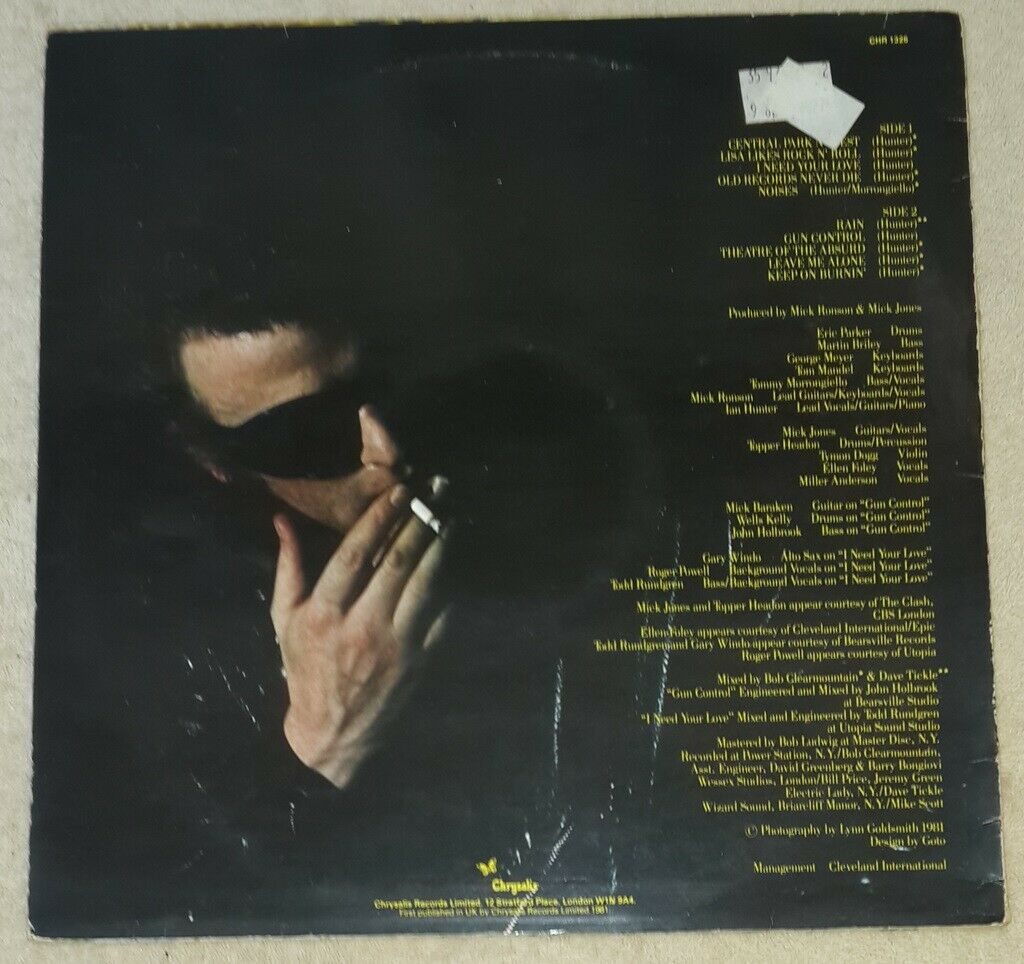 CHR 1326
SIDE 1
CENTRAL PARK WEST (Hunter)*
LISA LIKES ROCK N' ROLL (Hunter)*
I NEED YOUR LOVE (Hunter)
OLD RECORDS NEVER DIE (Hunter)*
NOISES (Hunter/Morrongiello)*
SIDE 2
RAIN (Hunter)**
GUN CONTROL (Hunter)
THEATRE OF THE ABSURD (Hunter)*
LEAVE ME ALONE (Hunter)*
KEEP ON BURNIN' (Hunter)*
Produced by Mick Ronson & Mick Jones
Eric Parker Drums
Martin Briley Bass
George Meyer Keyboards
Tom Mandel Keyboards
Tommy Morrongiello Bass/Vocals
Mick Ronson Lead Guitars/Keyboards/Vocals
Ian Hunter Lead Vocals/Guitars/Piano
Mick Jones Guitars/Vocals
Topper Headon Drums/Percussion
Tymon Dogg Violin
Ellen Foley Vocals
Miller Anderson Vocals
Mick Baraken Guitar on "Gun Control"
Wells Kelly Drums on "Gun Control"
John Holbrook Bass on "Gun Control"
Gary Windo Alto Sax on "I Need Your Love"
Roger Powell Background Vocals on "I Need Your Love"
Todd Rundgren Bass/Background Vocals on "I Need Your Love"
Mick Jones and Topper Headon appear courtesy of The Clash,
CBS London
Ellen Foley appears courtesy of Cleveland International/Epic
Todd Rundgren and Gary Windo appear courtesy of Bearsville Records
Roger Powell appears courtesy of Utopia
Mixed by Bob Clearmountain* & Dave Tickle**
"Gun Control" Engineered and Mixed by John Holbrook
at Bearsville Studio
"I Need Your Love" Mixed and Engineered by Todd Rundgren
at Utopia Sound Studio
Mastered by Bob Ludwig at Master Disc, N.Y.
Recorded at Power Station, N.Y./Bob Clearmountain,
Asst. Engineer, David Greenberg & Barry Bongiovi
Wessex Studios, London/Bill Price, Jeremy Green
Electric Lady, N.Y./Dave Tickle
Wizard Sound, Briarcliff Manor, N.Y./Mike Scott
© Photography by Lynn Goldsmith 1981
Design by Goto
Management Cleveland International
Chrysalis
Chrysalis Records Limited, 12 Stratford Place, London W1N 9AF.
First published in UK by Chrysalis Records Limited 1981